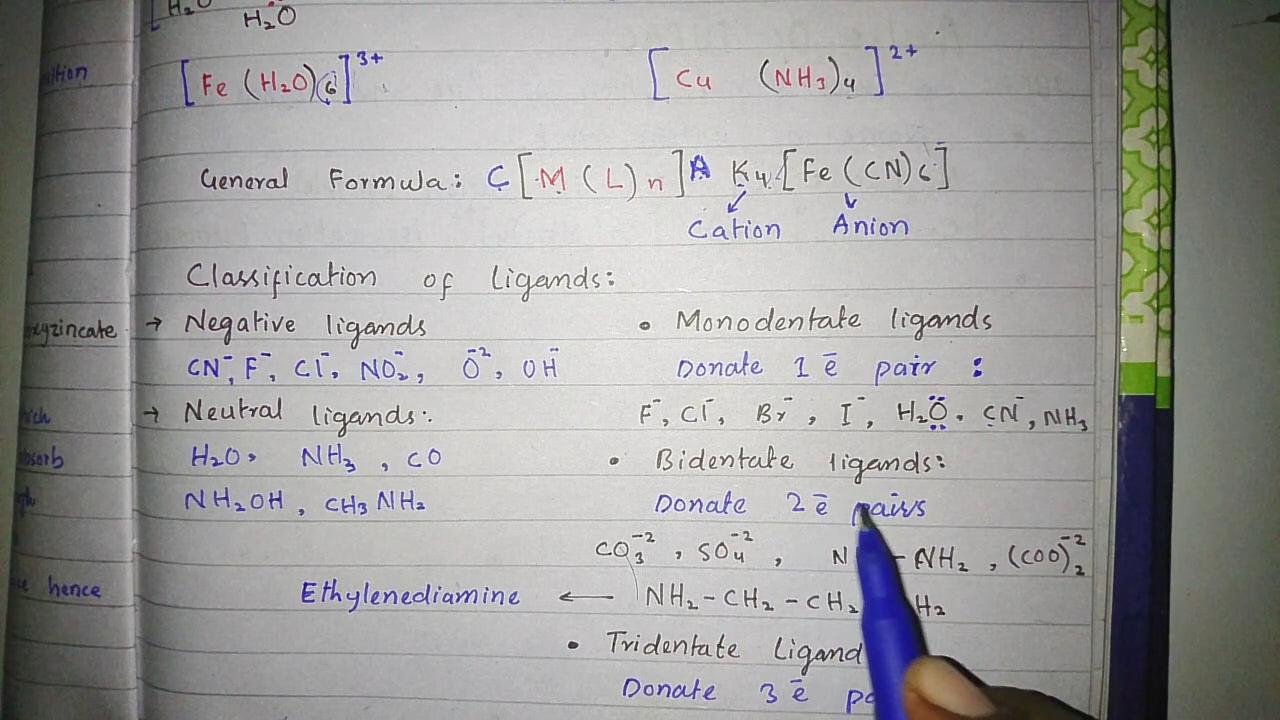 [H₂O H₂O
[Fe (H₂O)₆]³⁺ [Cu (NH₃)₄]²⁺
General Formula: C[M (L)n]A K₄[Fe (CN)₆]
Cation Anion
Classification of ligands:
→ Negative ligands
CN⁻, F⁻, Cl⁻, NO₂⁻, O⁻², OH⁻
→ Neutral ligands:
H₂O, NH₃, CO
NH₂OH, CH₃NH₂
• Monodentate ligands
Donate 1 e⁻ pair :
F⁻, Cl⁻, Br⁻, I⁻, H₂O, CN⁻, NH₃
• Bidentate ligands:
Donate 2 e⁻ pairs
CO₃⁻², SO₄⁻², N – NH₂, (COO)₂⁻²
Ethylenediamine ← NH₂–CH₂–CH₂ H₂
• Tridentate Ligand
Donate 3 e⁻
oxyzincate
hence